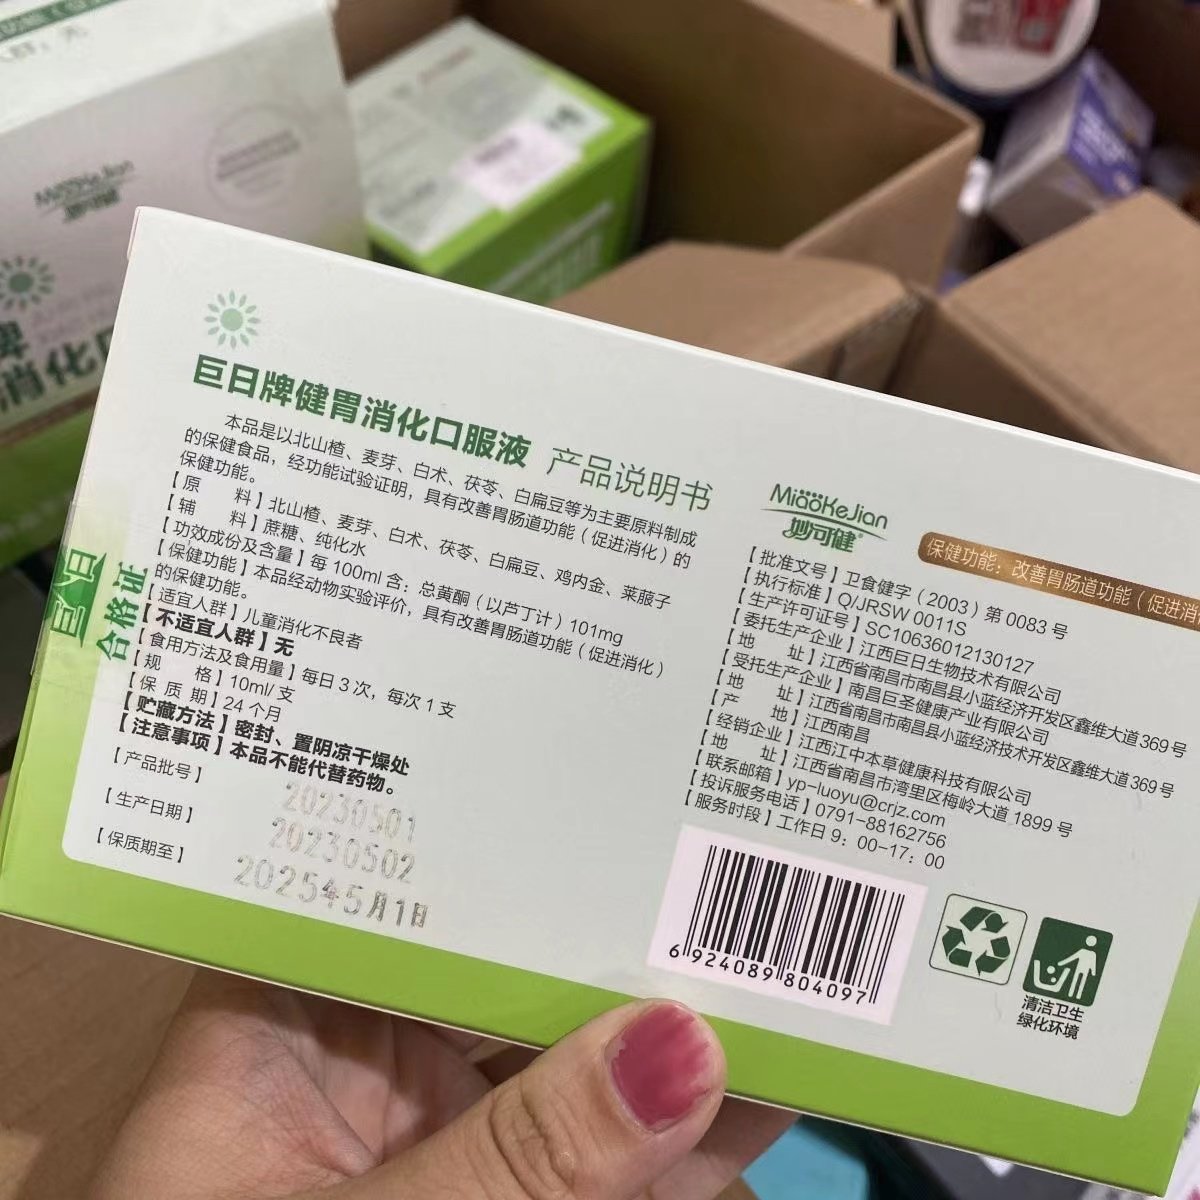 MiaoKeJian
妙可健
消化口
巨日牌健胃消化口服液 产品说明书
本品是以北山楂、麦芽、白术、茯苓、白扁豆等为主要原料制成
的保健食品，经功能试验证明，具有改善胃肠道功能（促进消化）的
保健功能。
【原 料】北山楂、麦芽、白术、茯苓、白扁豆、鸡内金、莱菔子
【辅 料】蔗糖、纯化水
【功效成份及含量】每 100ml 含：总黄酮（以芦丁计）101mg
【保健功能】本品经动物实验评价，具有改善胃肠道功能（促进消化）
的保健功能。
【适宜人群】儿童消化不良者
【不适宜人群】无
【食用方法及食用量】每日 3 次，每次 1 支
【规 格】10ml/ 支
【保 质 期】24 个月
【贮藏方法】密封、置阴凉干燥处
【注意事项】本品不能代替药物。
【产品批号】 20230501
【生产日期】 20230502
【保质期至】 2025年5月1日
巨日
合格证
MiaoKeJian
妙可健®
保健功能：改善胃肠道功能（促进消
【批准文号】卫食健字（2003）第 0083 号
【执行标准】Q/JRSW 0011S
【生产许可证号】SC10636012130127
【委托生产企业】江西巨日生物技术有限公司
【地 址】江西省南昌市南昌县小蓝经济开发区鑫维大道 369 号
【受托生产企业】南昌巨圣健康产业有限公司
【地 址】江西省南昌市南昌县小蓝经济技术开发区鑫维大道 369 号
【产 地】江西南昌
【经销企业】江西江中本草健康科技有限公司
【地 址】江西省南昌市湾里区梅岭大道 1899 号
【联系邮箱】yp-luoyu@crjz.com
【投诉服务电话】0791-88162756
【服务时段】工作日 9：00-17：00
6 924089 804097
清洁卫生
绿化环境